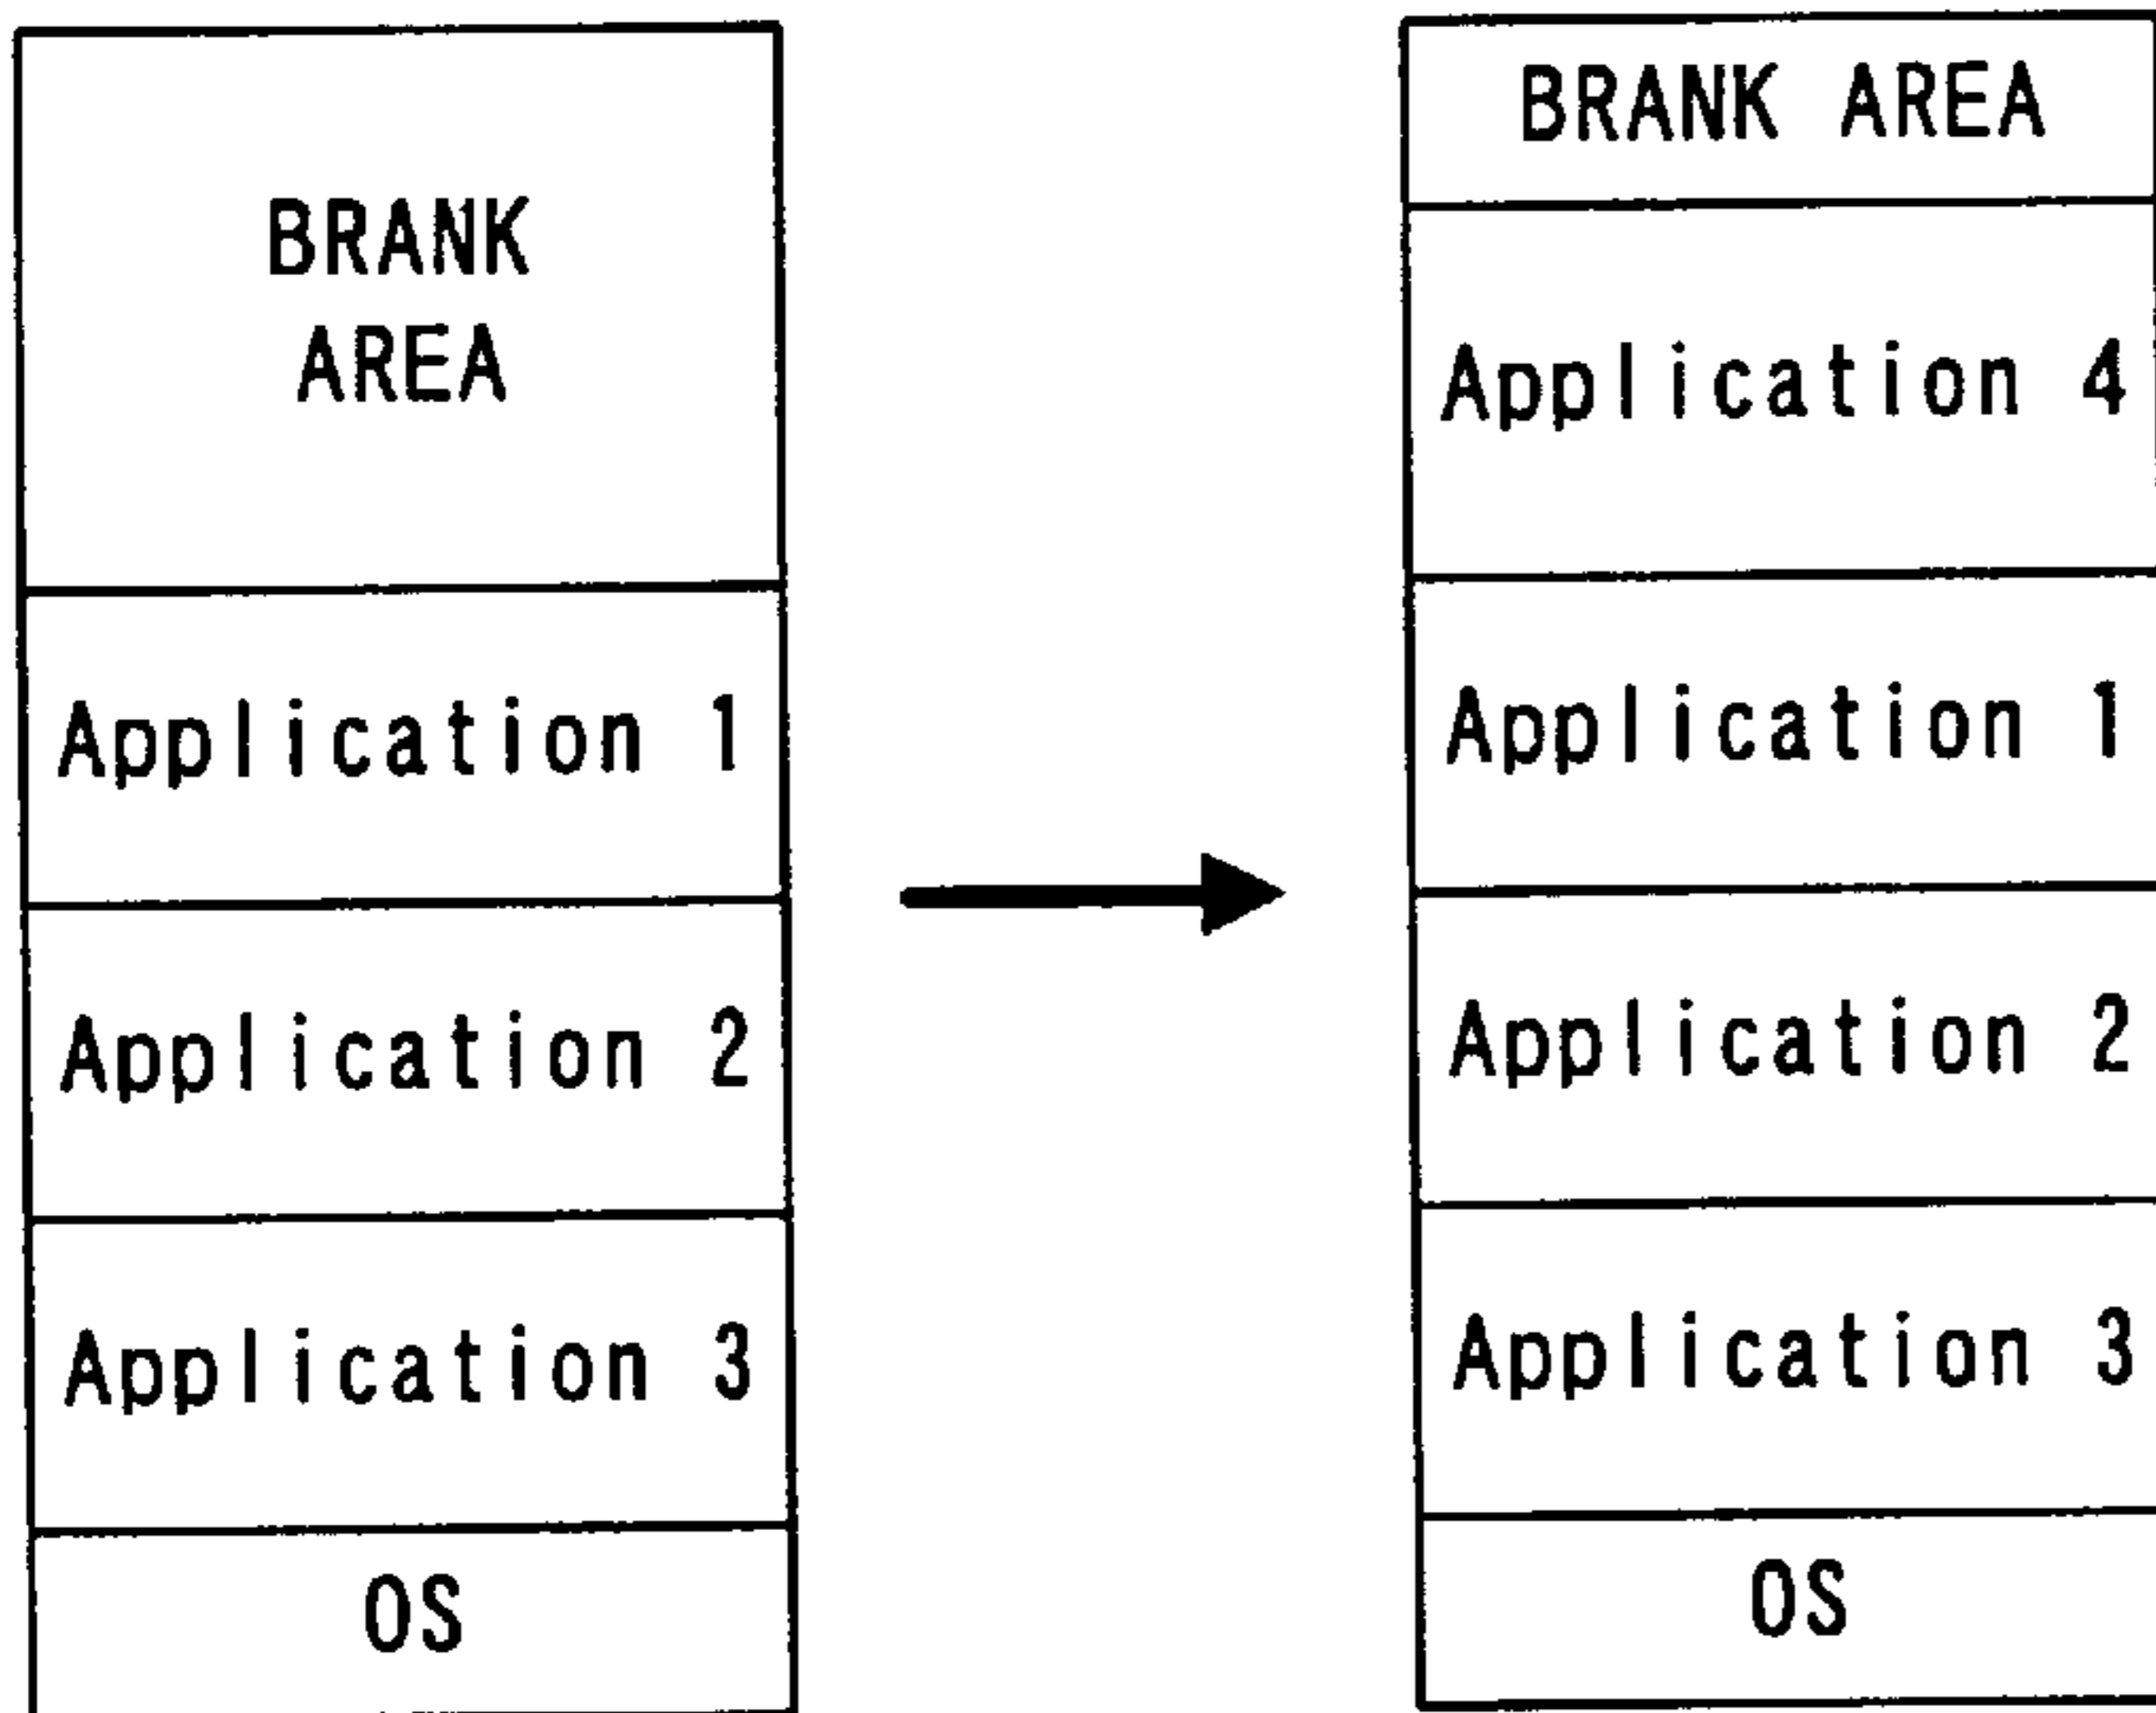 BRANK
AREA
Application 1
Application 2
Application 3
OS
BRANK AREA
Application 4
Application 1
Application 2
Application 3
OS